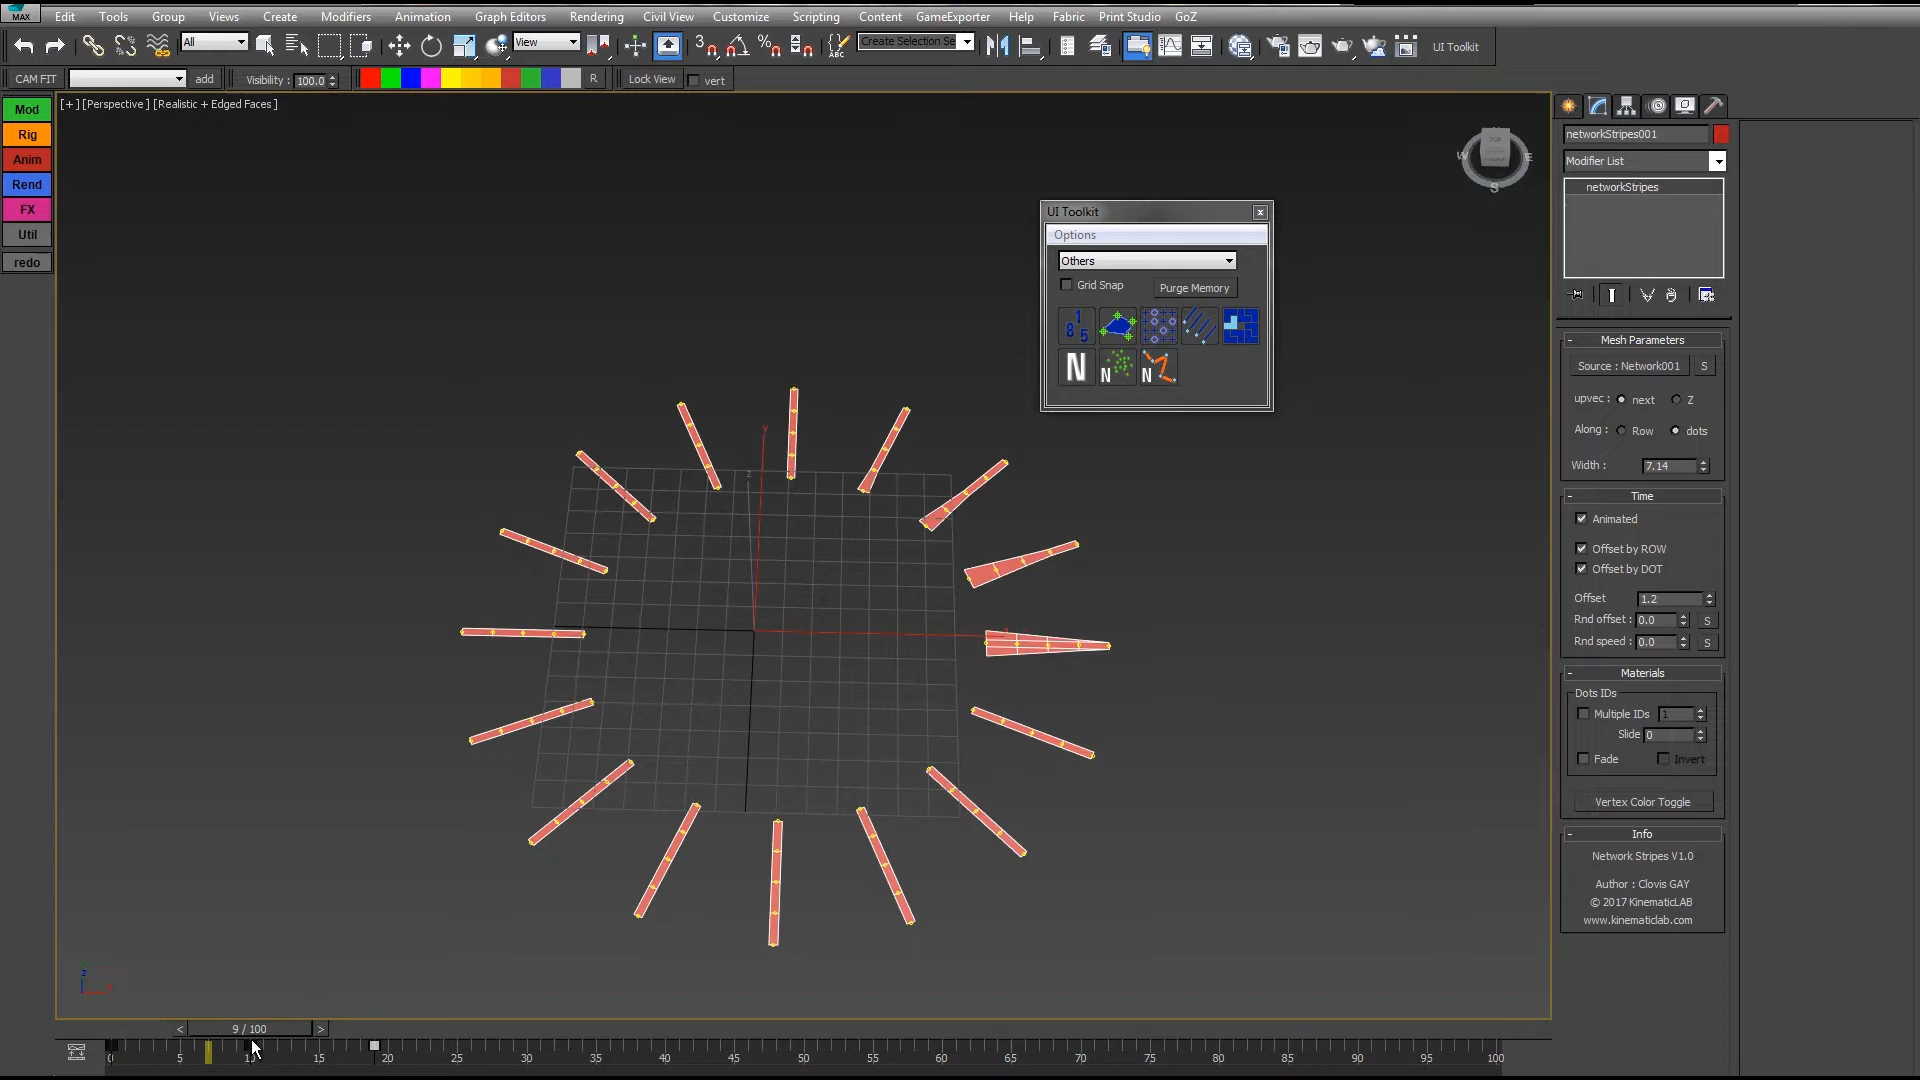 MAX Edit Tools Group Views Create Modifiers Animation Graph Editors Rendering Civil View Customize Scripting Content GameExporter Help Fabric Print Studio GoZ
All View 3 % ABC Create Selection Se UI Toolkit
CAM FIT add Visibility : 100.0 R Lock View vert
Mod
Rig
Anim
Rend
FX
Util
redo
[ + ] [Perspective ] [Realistic + Edged Faces ]
TOP
W E
S
UI Toolkit x
Options
Others
Grid Snap Purge Memory
1 8 5
N N N
y
z
z
networkStripes001
Modifier List
networkStripes
- Mesh Parameters
Source : Network001 S
upvec : next Z
Along : Row dots
Width : 7.14
- Time
Animated
Offset by ROW
Offset by DOT
Offset 1.2
Rnd offset : 0.0 S
Rnd speed : 0.0 S
- Materials
Dots IDs
Multiple IDs 1
Slide 0
Fade Invert
Vertex Color Toggle
- Info
Network Stripes V1.0
Author : Clovis GAY
© 2017 KinematicLAB
www.kinematiclab.com
< 9 / 100 >
0 5 10 15 20 25 30 35 40 45 50 55 60 65 70 75 80 85 90 95 100